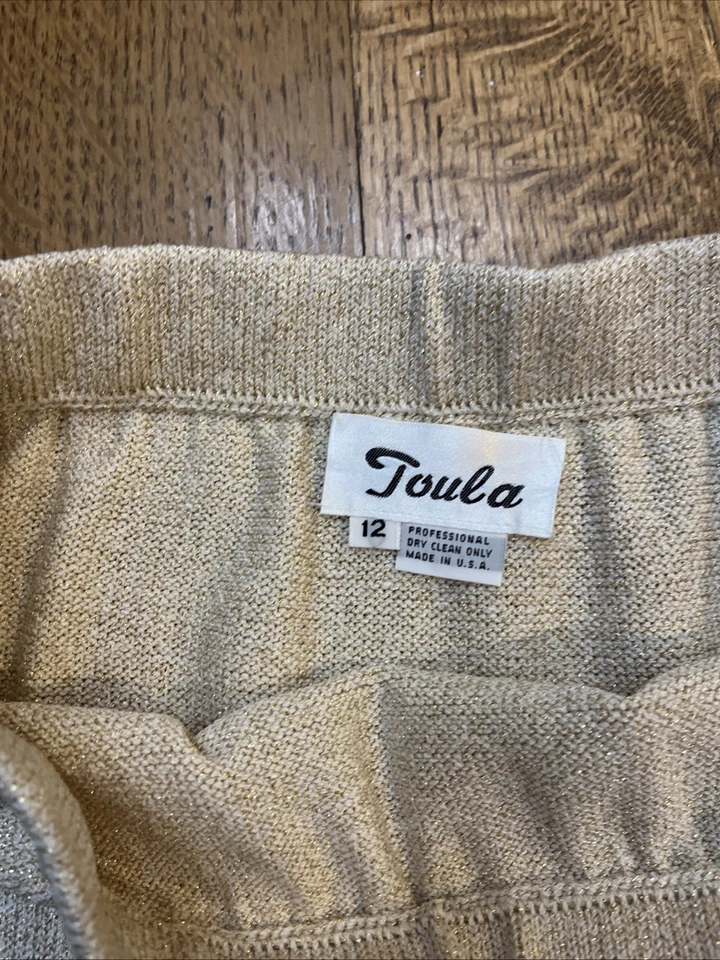 Toula
12
PROFESSIONAL
DRY CLEAN ONLY
MADE IN U.S.A.